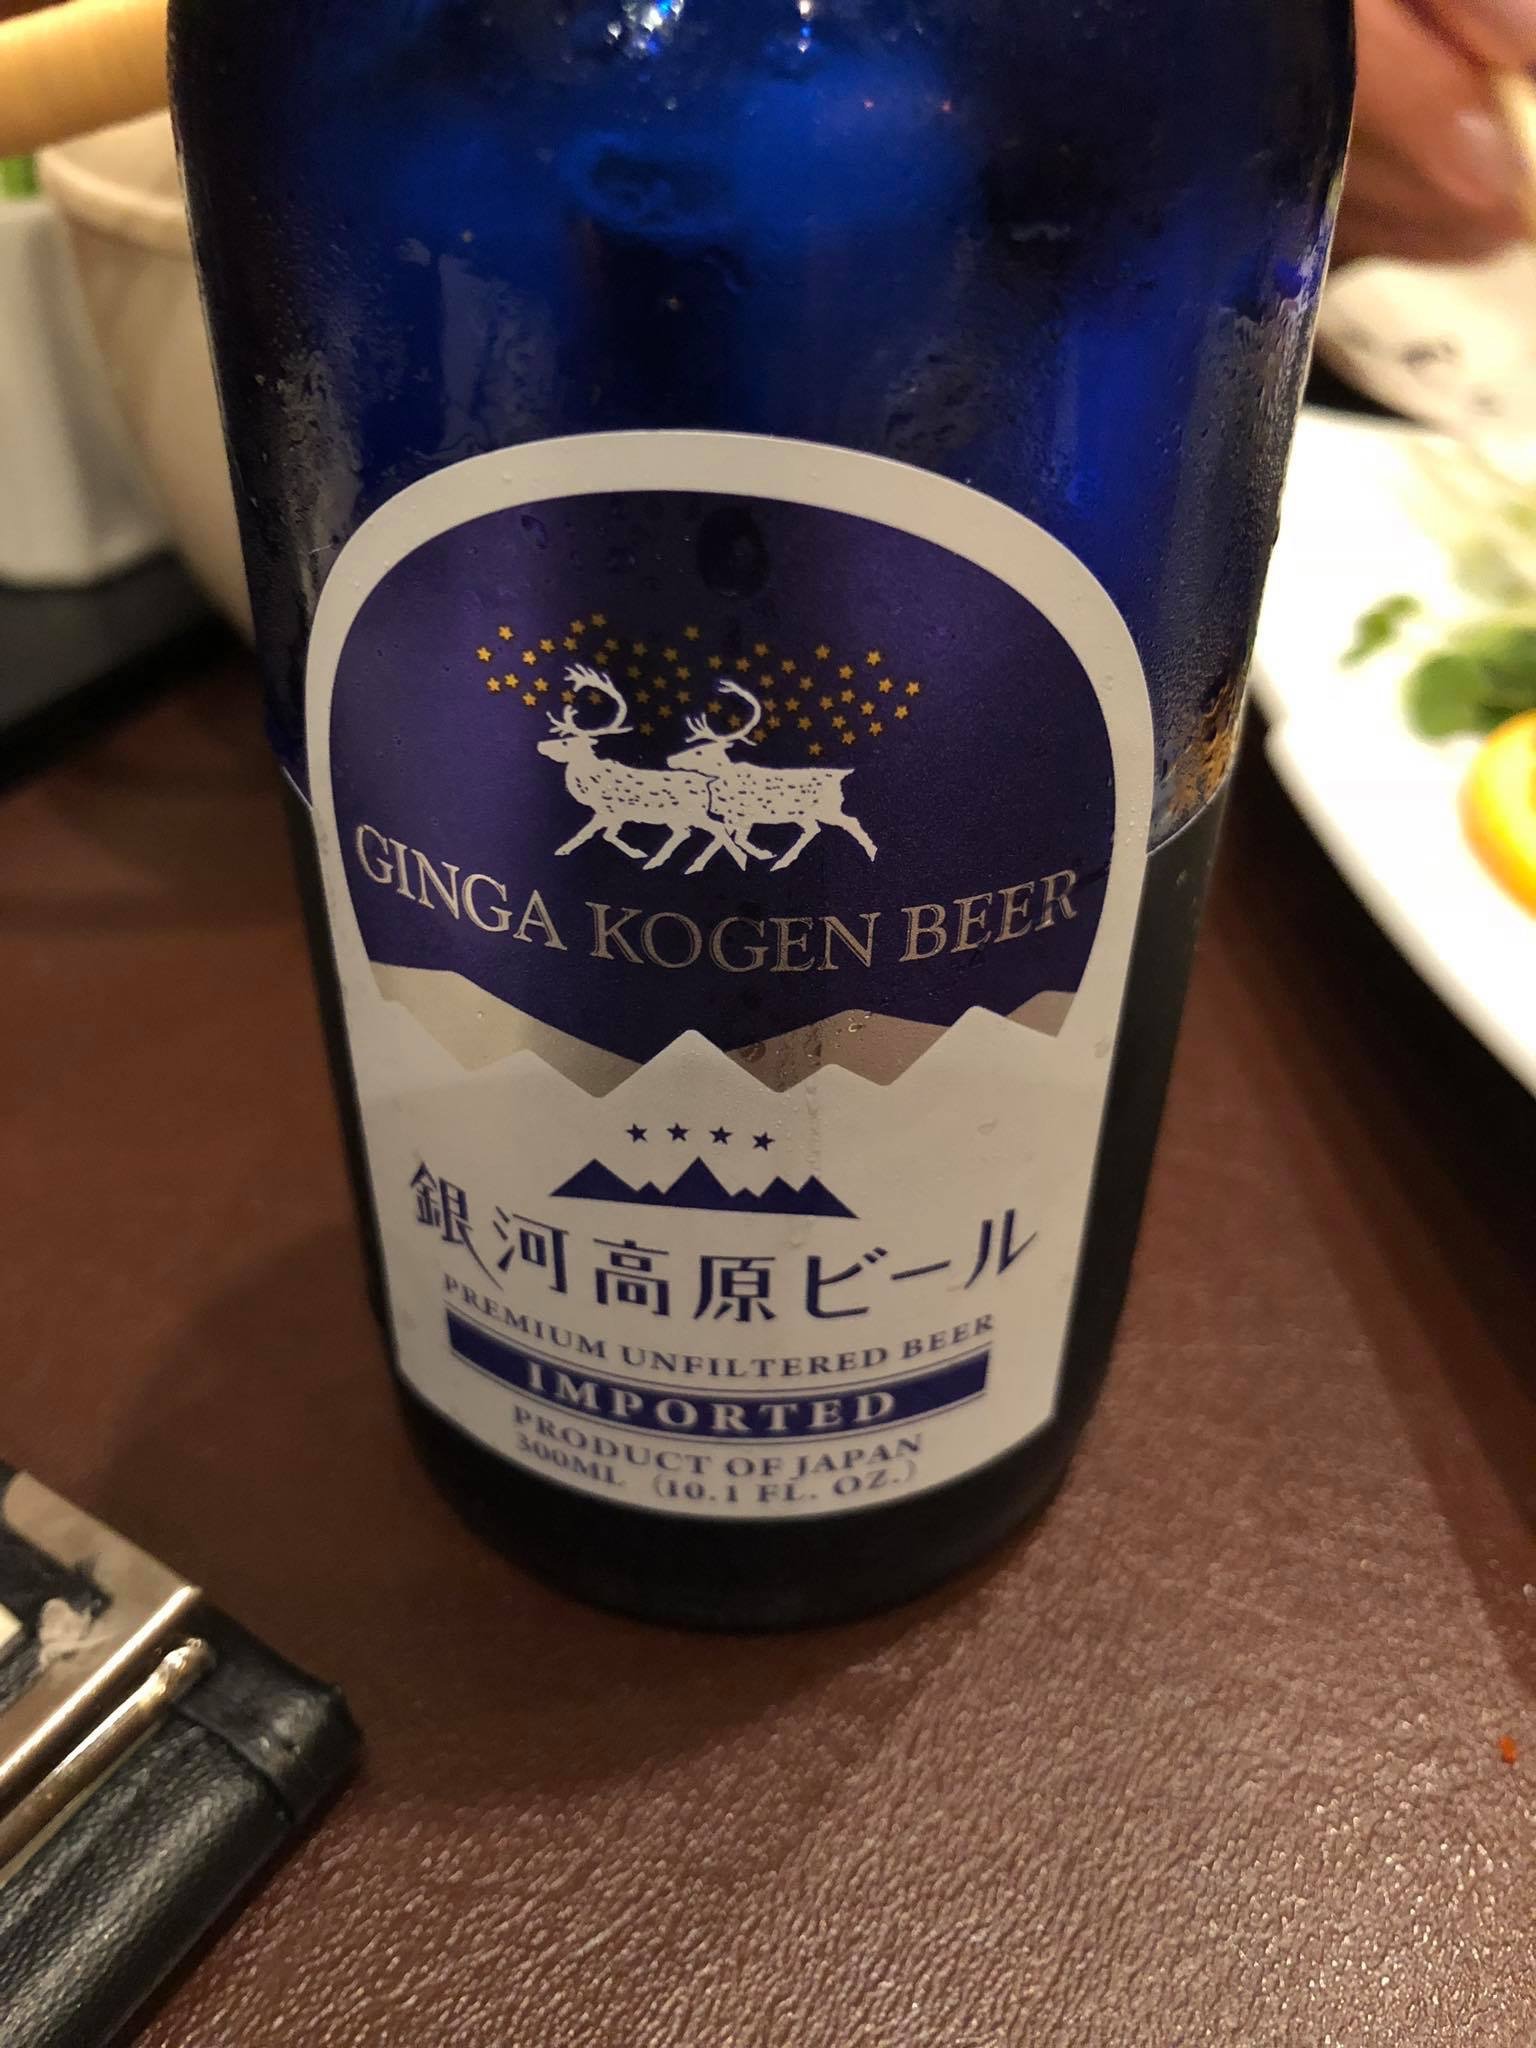 GINGA KOGEN BEER
銀河高原ビール
PREMIUM UNFILTERED BEER
IMPORTED
PRODUCT OF JAPAN
300ML (10.1 FL. OZ.)